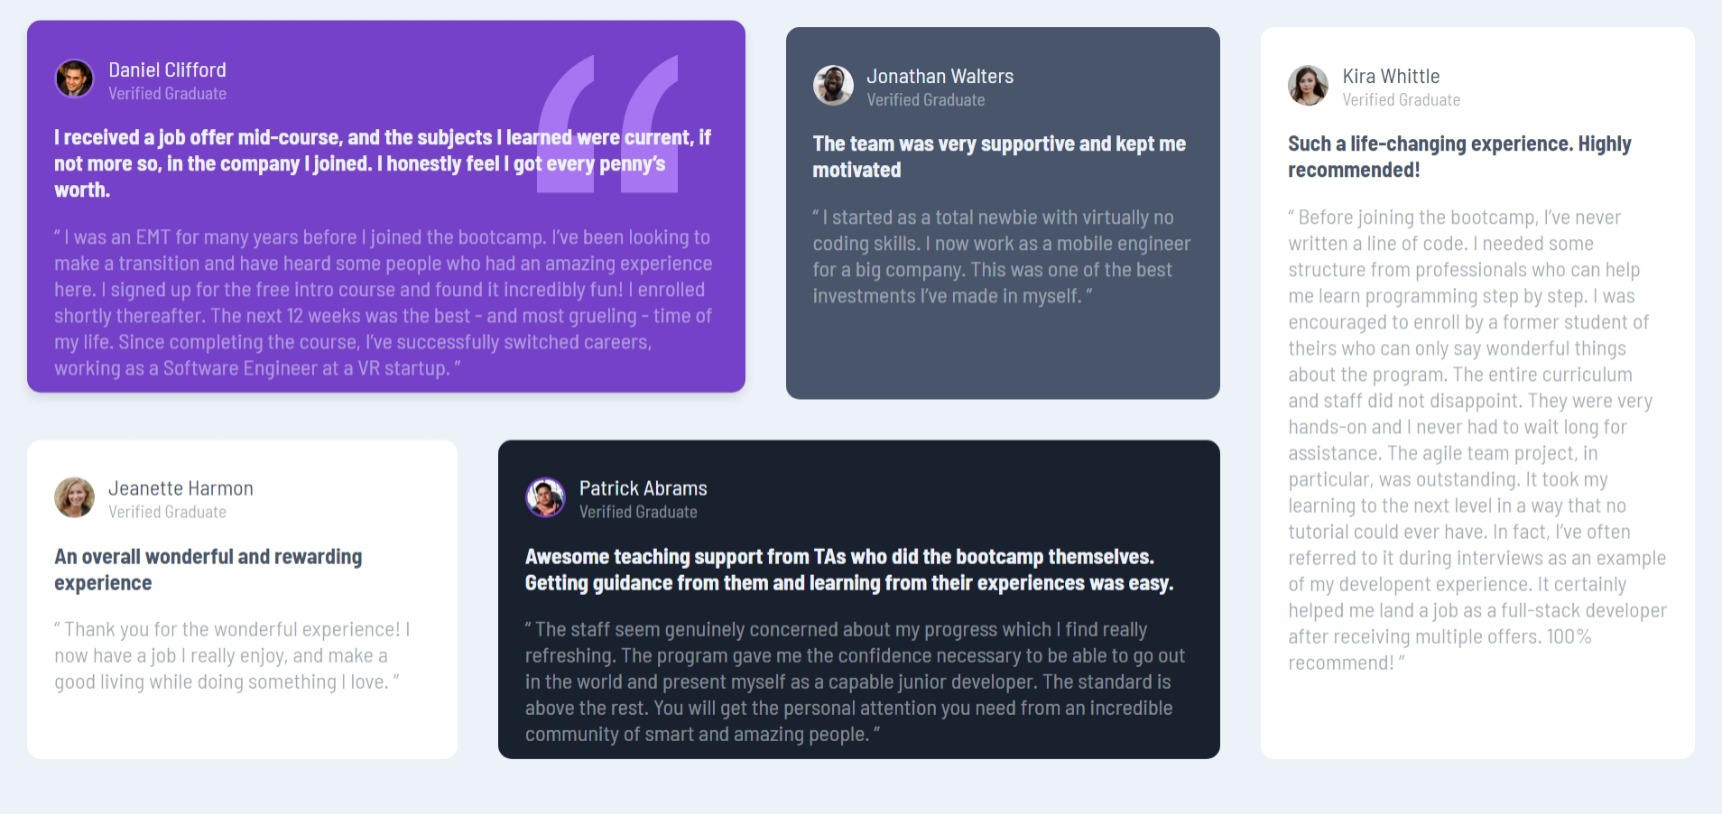 Daniel Clifford
Verified Graduate
I received a job offer mid-course, and the subjects I learned were current, if
not more so, in the company I joined. I honestly feel I got every penny’s
worth.
“ I was an EMT for many years before I joined the bootcamp. I’ve been looking to
make a transition and have heard some people who had an amazing experience
here. I signed up for the free intro course and found it incredibly fun! I enrolled
shortly thereafter. The next 12 weeks was the best - and most grueling - time of
my life. Since completing the course, I’ve successfully switched careers,
working as a Software Engineer at a VR startup. ”
Jonathan Walters
Verified Graduate
The team was very supportive and kept me
motivated
“ I started as a total newbie with virtually no
coding skills. I now work as a mobile engineer
for a big company. This was one of the best
investments I’ve made in myself. ”
Kira Whittle
Verified Graduate
Such a life-changing experience. Highly
recommended!
“ Before joining the bootcamp, I’ve never
written a line of code. I needed some
structure from professionals who can help
me learn programming step by step. I was
encouraged to enroll by a former student of
theirs who can only say wonderful things
about the program. The entire curriculum
and staff did not disappoint. They were very
hands-on and I never had to wait long for
assistance. The agile team project, in
particular, was outstanding. It took my
learning to the next level in a way that no
tutorial could ever have. In fact, I’ve often
referred to it during interviews as an example
of my developent experience. It certainly
helped me land a job as a full-stack developer
after receiving multiple offers. 100%
recommend! ”
Jeanette Harmon
Verified Graduate
An overall wonderful and rewarding
experience
“ Thank you for the wonderful experience! I
now have a job I really enjoy, and make a
good living while doing something I love. ”
Patrick Abrams
Verified Graduate
Awesome teaching support from TAs who did the bootcamp themselves.
Getting guidance from them and learning from their experiences was easy.
“ The staff seem genuinely concerned about my progress which I find really
refreshing. The program gave me the confidence necessary to be able to go out
in the world and present myself as a capable junior developer. The standard is
above the rest. You will get the personal attention you need from an incredible
community of smart and amazing people. ”